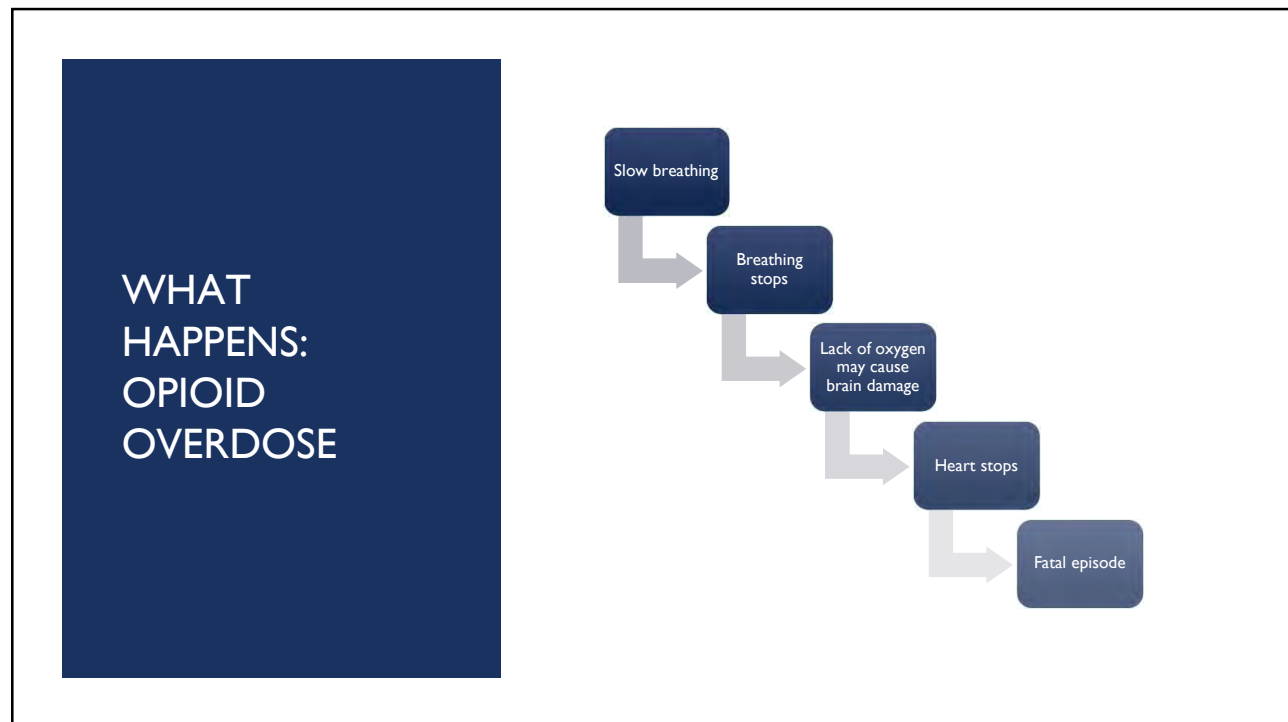 WHAT
HAPPENS:
OPIOID
OVERDOSE
Slow breathing
Breathing
stops
Lack of oxygen
may cause
brain damage
Heart stops
Fatal episode